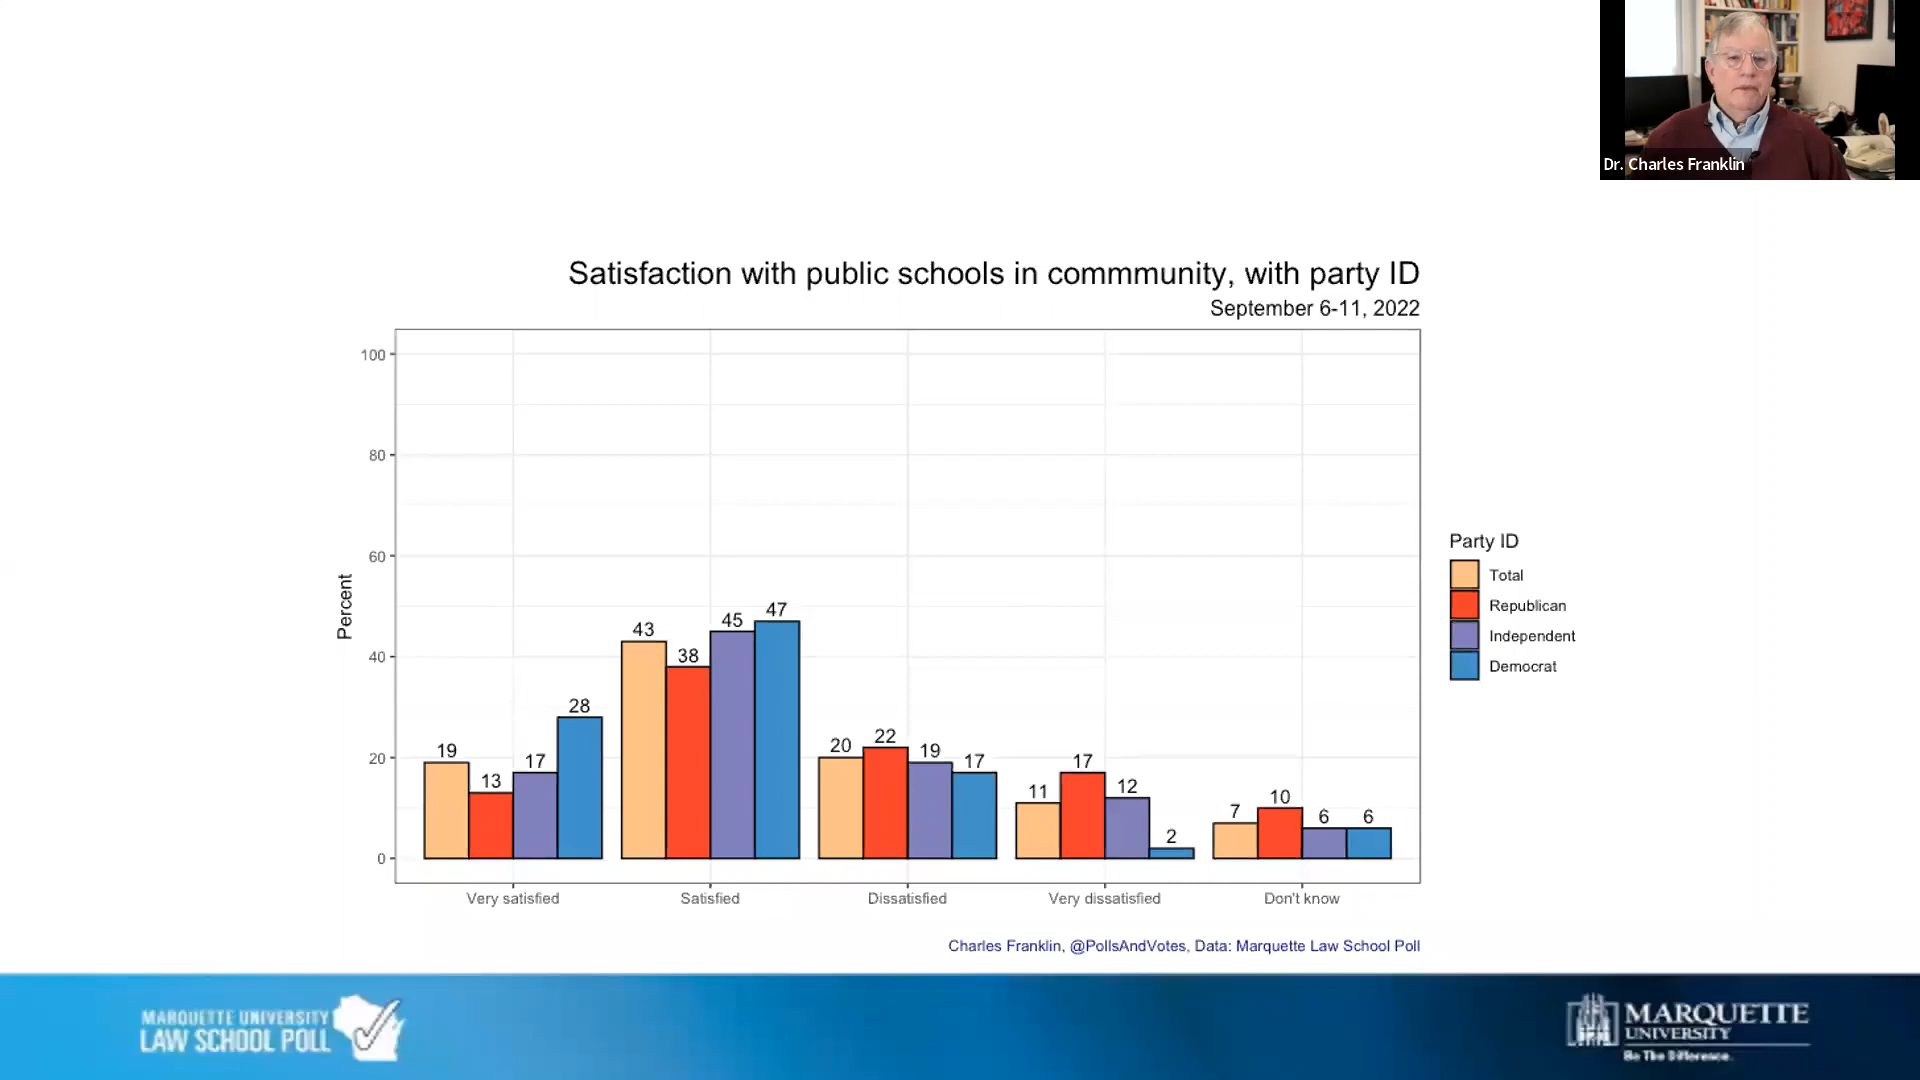 Dr. Charles Franklin
Satisfaction with public schools in commmunity, with party ID
September 6-11, 2022
Percent
100
80
60
40
20
0
19
13
17
28
43
38
45
47
20
22
19
17
11
17
12
2
7
10
6
6
Very satisfied
Satisfied
Dissatisfied
Very dissatisfied
Don't know
Party ID
Total
Republican
Independent
Democrat
Charles Franklin, @PollsAndVotes, Data: Marquette Law School Poll
MARQUETTE UNIVERSITY
LAW SCHOOL POLL
MARQUETTE
UNIVERSITY
Be The Difference.